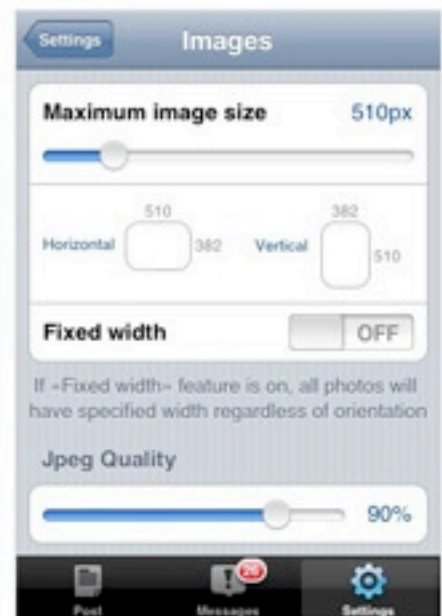 Settings
Images
Maximum image size 510px
510 382
Horizontal 382 Vertical 510
Fixed width OFF
If «Fixed width» feature is on, all photos will
have specified width regardless of orientation
Jpeg Quality
90%
26
Post Messages Settings